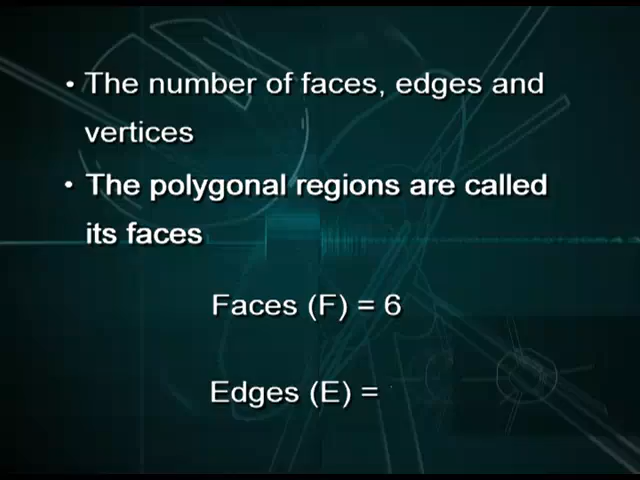 • The number of faces, edges and
vertices
• The polygonal regions are called
its faces
Faces (F) = 6
Edges (E) =